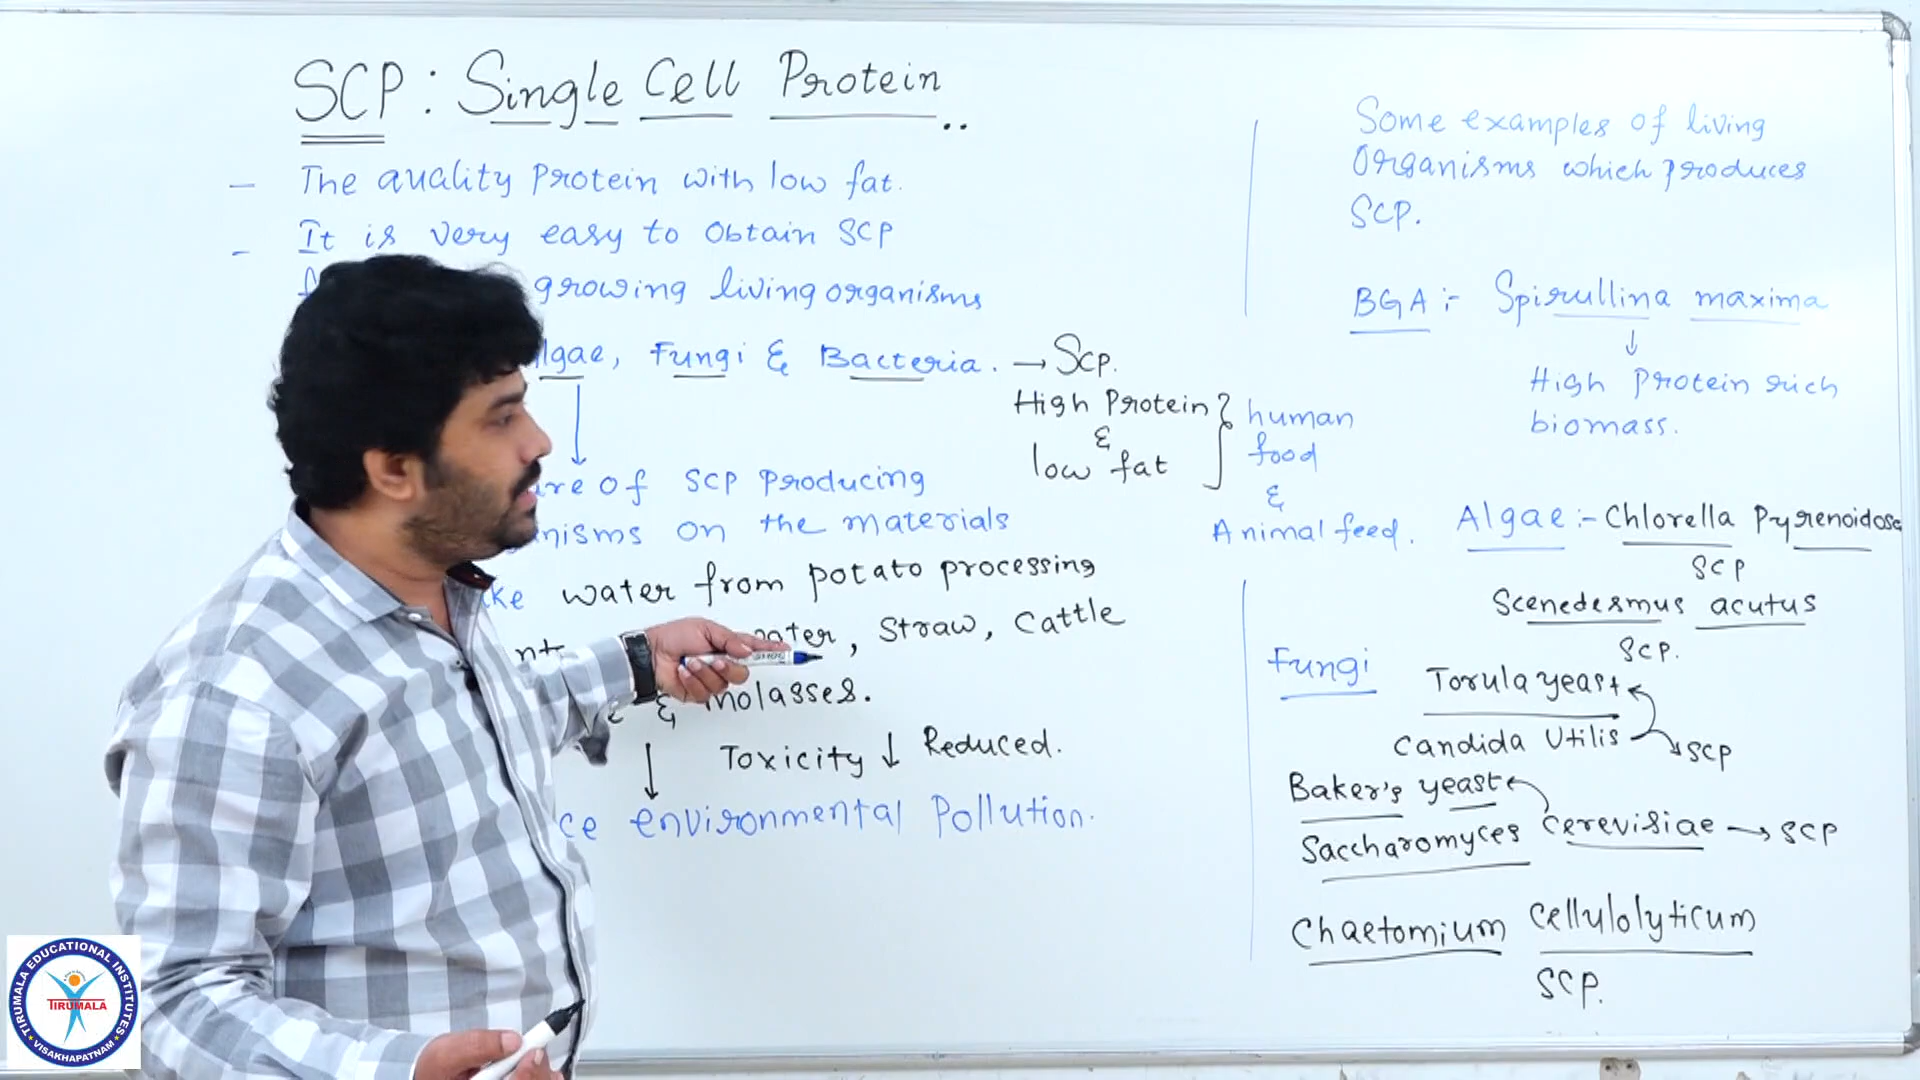 SCP : Single Cell Protein ..
- The quality protein with low fat.
- It is very easy to obtain SCP
growing living organisms
lgae, Fungi & Bacteria. → SCP.
High Protein
&
low fat
human
food
&
Animal feed.
ure of SCP producing
nisms on the materials
ke water from potato processing
nt ater, Straw, Cattle
& molasses.
Toxicity ↓ Reduced.
ce environmental Pollution.
Some examples of living
Organisms which produces
SCP.
BGA :- Spirullina maxima
↓
High Protein rich
biomass.
Algae :- Chlorella Pyrenoidosa
SCP
Scenedesmus acutus
SCP.
Fungi
Torula yeast
Candida Utilis → SCP
Baker's yeast
Saccharomyces cerevisiae → SCP
Chaetomium cellulolyticum
SCP.
TIRUMALA EDUCATIONAL INSTITUTES
TIRUMALA
VISAKHAPATNAM